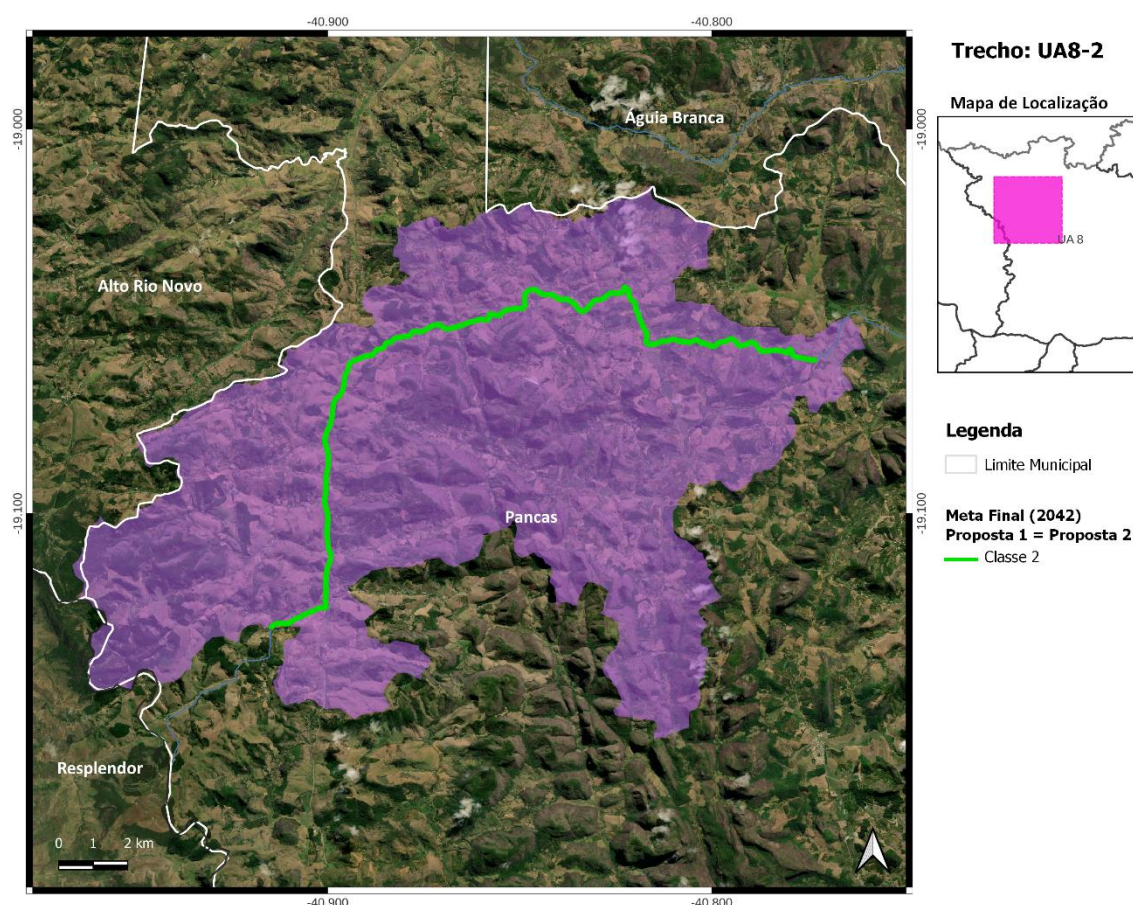 -40.900
-40.800
-19.000
-19.000
-19.100
-19.100
Águia Branca
Alto Rio Novo
Pancas
Resplendor
0 1 2 km
-40.900
-40.800
Trecho: UA8-2
Mapa de Localização
UA 8
Legenda
Limite Municipal
Meta Final (2042)
Proposta 1 = Proposta 2
Classe 2